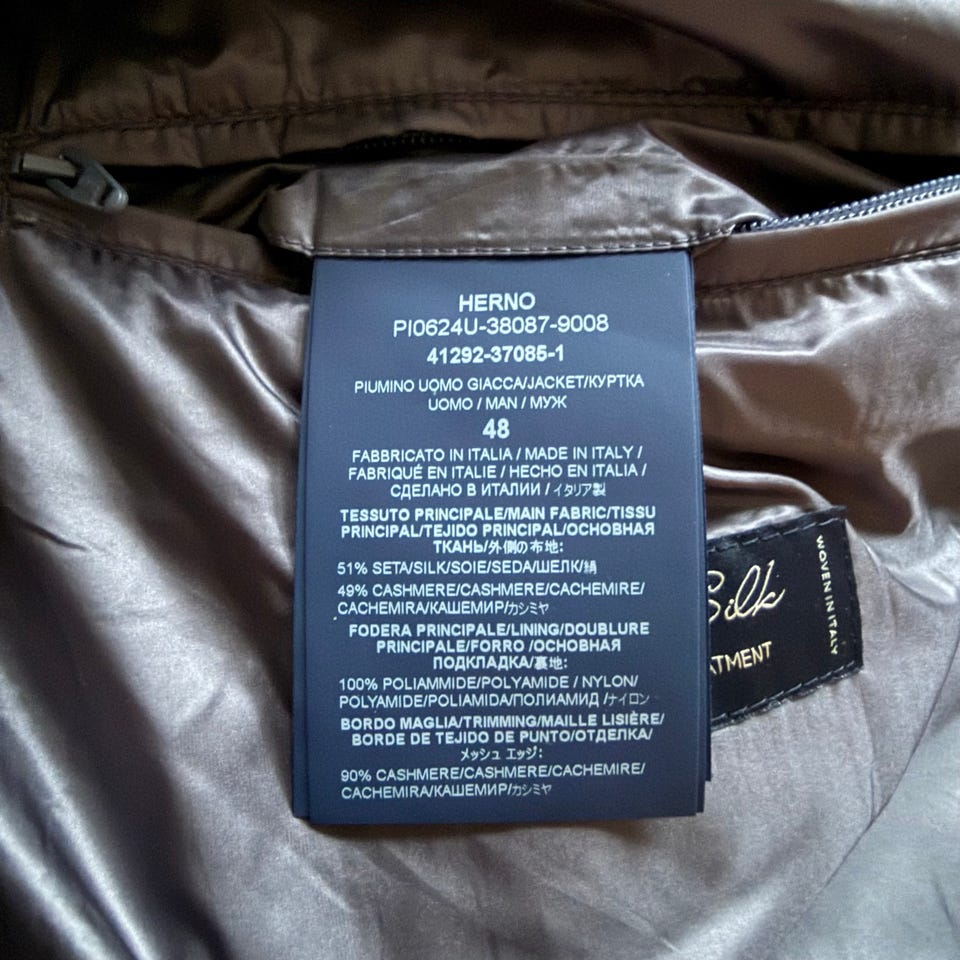 HERNO
PI0624U-38087-9008
41292-37085-1
PIUMINO UOMO GIACCA/JACKET/КУРТКА
UOMO / MAN / МУЖ
48
FABBRICATO IN ITALIA / MADE IN ITALY /
FABRIQUÉ EN ITALIE / HECHO EN ITALIA /
СДЕЛАНО В ИТАЛИИ / イタリア製
TESSUTO PRINCIPALE/MAIN FABRIC/TISSU
PRINCIPAL/TEJIDO PRINCIPAL/ОСНОВНАЯ
ТКАНЬ/外側の布地:
51% SETA/SILK/SOIE/SEDA/ШЕЛК/絹
49% CASHMERE/CASHMERE/CACHEMIRE/
CACHEMIRA/КАШЕМИР/カシミヤ
FODERA PRINCIPALE/LINING/DOUBLURE
PRINCIPALE/FORRO /ОСНОВНАЯ
ПОДКЛАДКА/裏地:
100% POLIAMMIDE/POLYAMIDE / NYLON/
POLYAMIDE/POLIAMIDA/ПОЛИАМИД /ナイロン
BORDO MAGLIA/TRIMMING/MAILLE LISIÈRE/
BORDE DE TEJIDO DE PUNTO/ОТДЕЛКА/
メッシュ エッジ:
90% CASHMERE/CASHMERE/CACHEMIRE/
CACHEMIRA/КАШЕМИР/カシミヤ
Silk
ATMENT
WOVEN IN ITALY